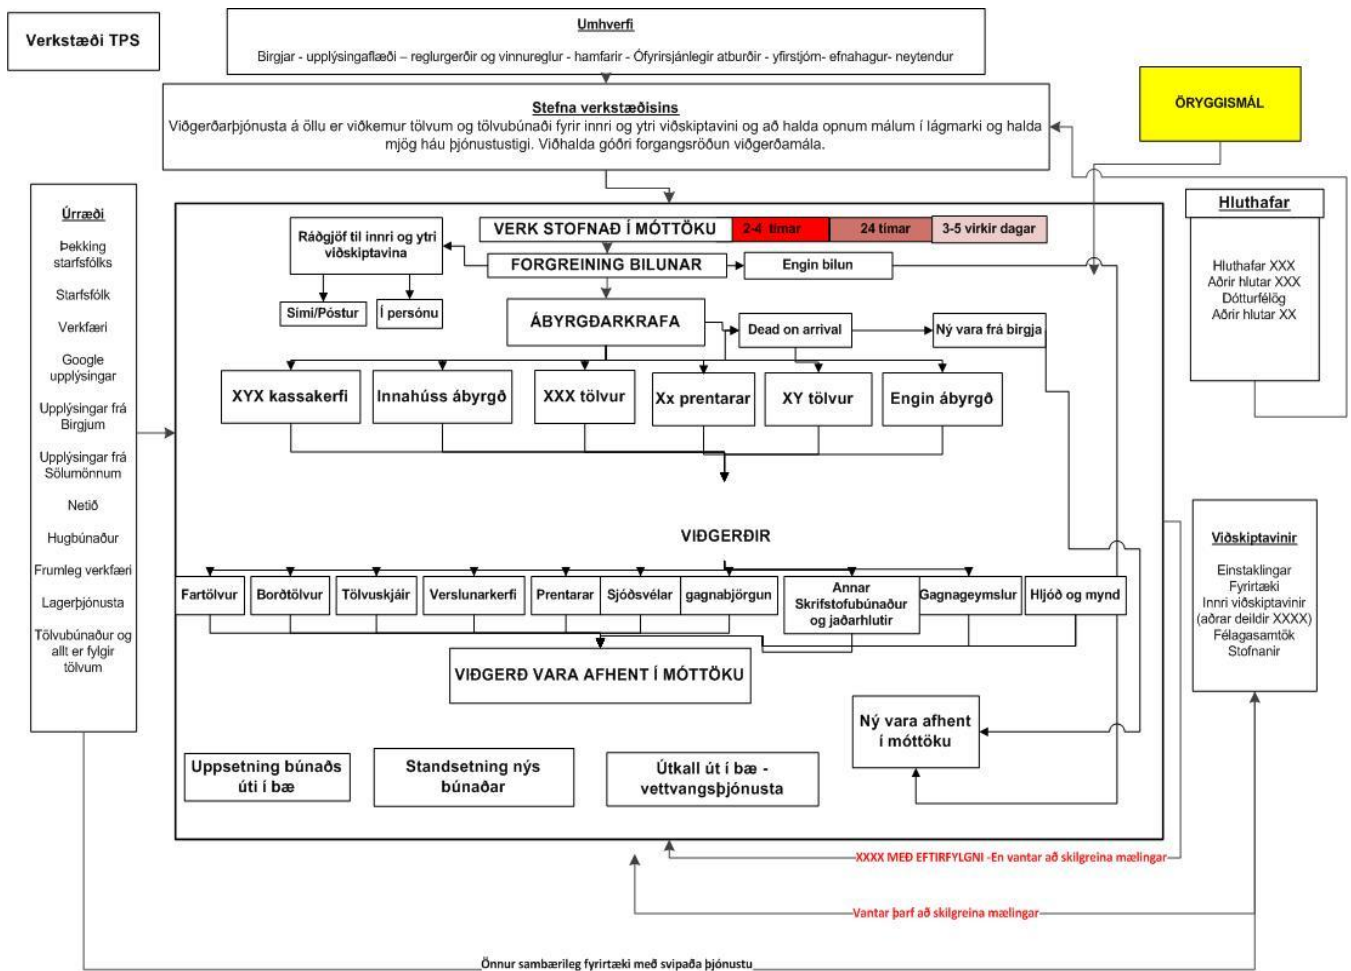 Verkstæði TPS
Umhverfi
Birgjar - upplýsingaflæði – reglurgerðir og vinnureglur - hamfarir - Ófyrirsjánlegir atburðir - yfirstjórn- efnahagur- neytendur
Stefna verkstæðisins
Viðgerðarþjónusta á öllu er viðkemur tölvum og tölvubúnaði fyrir innri og ytri viðskiptavini og að halda opnum málum í lágmarki og halda
mjög háu þjónustustigi. Viðhalda góðri forgangsröðun viðgerðamála.
ÖRYGGISMÁL
Úrræði
Þekking
starfsfólks
Starfsfólk
Verkfæri
Google
upplýsingar
Upplýsingar frá
Birgjum
Upplýsingar frá
Sölumönnum
Netið
Hugbúnaður
Frumleg verkfæri
Lagerþjónusta
Tölvubúnaður og
allt er fylgir
tölvum
VERK STOFNAÐ Í MÓTTÖKU
2-4 tímar
24 tímar
3-5 virkir dagar
Ráðgjöf til innri og ytri
viðskiptavina
FORGREINING BILUNAR
Engin bilun
Sími/Póstur
Í persónu
ÁBYRGÐARKRAFA
Dead on arrival
Ný vara frá birgja
XYX kassakerfi
Innahúss ábyrgð
XXX tölvur
Xx prentarar
XY tölvur
Engin ábyrgð
VIÐGERÐIR
Fartölvur
Borðtölvur
Tölvuskjáir
Verslunarkerfi
Prentarar
Sjóðsvélar
gagnabjörgun
Annar
Skrifstofubúnaður
og jaðarhlutir
Gagnageymslur
Hljóð og mynd
VIÐGERÐ VARA AFHENT Í MÓTTÖKU
Ný vara afhent
í móttöku
Uppsetning búnaðs
úti í bæ
Standsetning nýs
búnaðar
Útkall út í bæ -
vettvangsþjónusta
Hluthafar
Hluthafar XXX
Aðrir hlutar XXX
Dótturfélög
Aðrir hlutar XX
Viðskiptavinir
Einstaklingar
Fyrirtæki
Innri viðskiptavinir
(aðrar deildir XXXX)
Félagasamtök
Stofnanir
XXXX MEÐ EFTIRFYLGNI -En vantar að skilgreina mælingar
Vantar þarf að skilgreina mælingar
Önnur sambærileg fyrirtæki með svipaða þjónustu